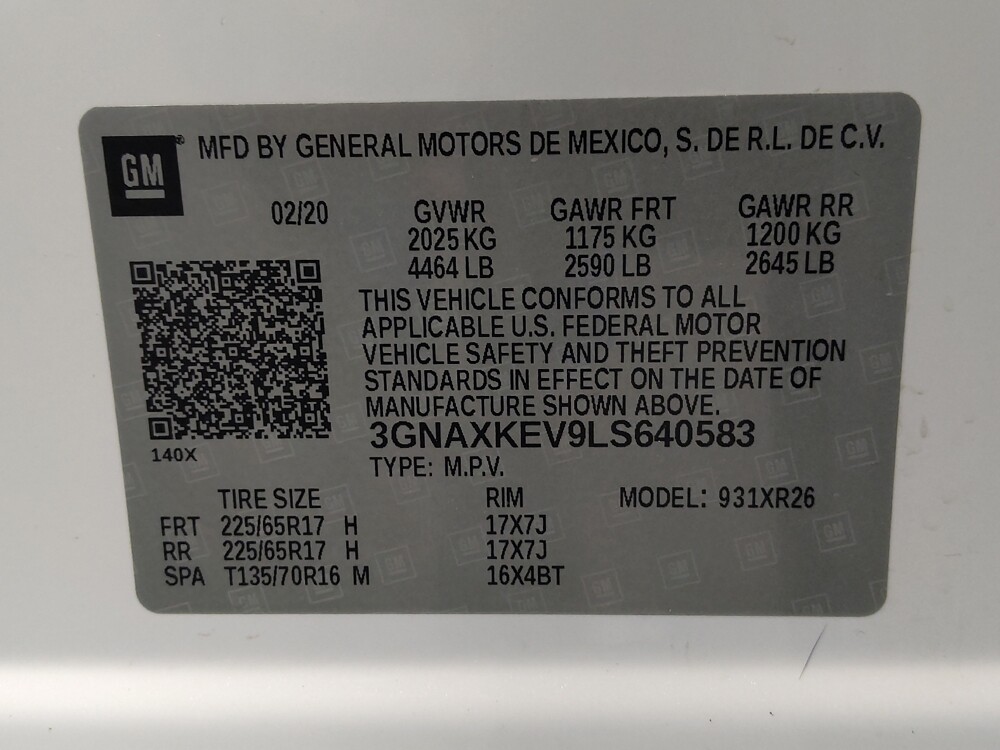 GM® MFD BY GENERAL MOTORS DE MEXICO, S. DE R.L. DE C.V.
02/20 GVWR GAWR FRT GAWR RR
2025 KG 1175 KG 1200 KG
4464 LB 2590 LB 2645 LB
THIS VEHICLE CONFORMS TO ALL
APPLICABLE U.S. FEDERAL MOTOR
VEHICLE SAFETY AND THEFT PREVENTION
STANDARDS IN EFFECT ON THE DATE OF
MANUFACTURE SHOWN ABOVE.
3GNAXKEV9LS640583
140X
TYPE: M.P.V.
TIRE SIZE RIM MODEL: 931XR26
FRT 225/65R17 H 17X7J
RR 225/65R17 H 17X7J
SPA T135/70R16 M 16X4BT